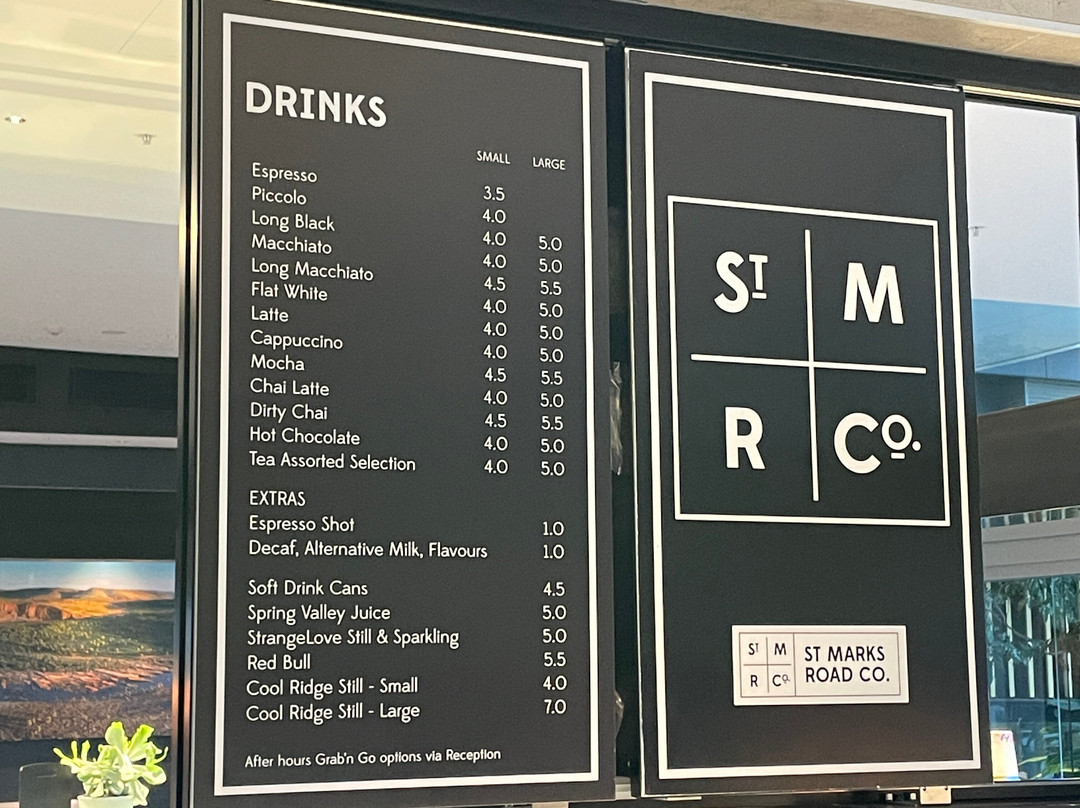 DRINKS
SMALL LARGE
Espresso 3.5
Piccolo 4.0
Long Black 4.0 5.0
Macchiato 4.0 5.0
Long Macchiato 4.5 5.5
Flat White 4.0 5.0
Latte 4.0 5.0
Cappuccino 4.0 5.0
Mocha 4.5 5.5
Chai Latte 4.0 5.0
Dirty Chai 4.5 5.5
Hot Chocolate 4.0 5.0
Tea Assorted Selection 4.0 5.0
EXTRAS
Espresso Shot 1.0
Decaf, Alternative Milk, Flavours 1.0
Soft Drink Cans 4.5
Spring Valley Juice 5.0
StrangeLove Still & Sparkling 5.0
Red Bull 5.5
Cool Ridge Still - Small 4.0
Cool Ridge Still - Large 7.0
After hours Grab'n Go options via Reception
ST M
R CO.
ST M
R CO.
ST MARKS
ROAD CO.